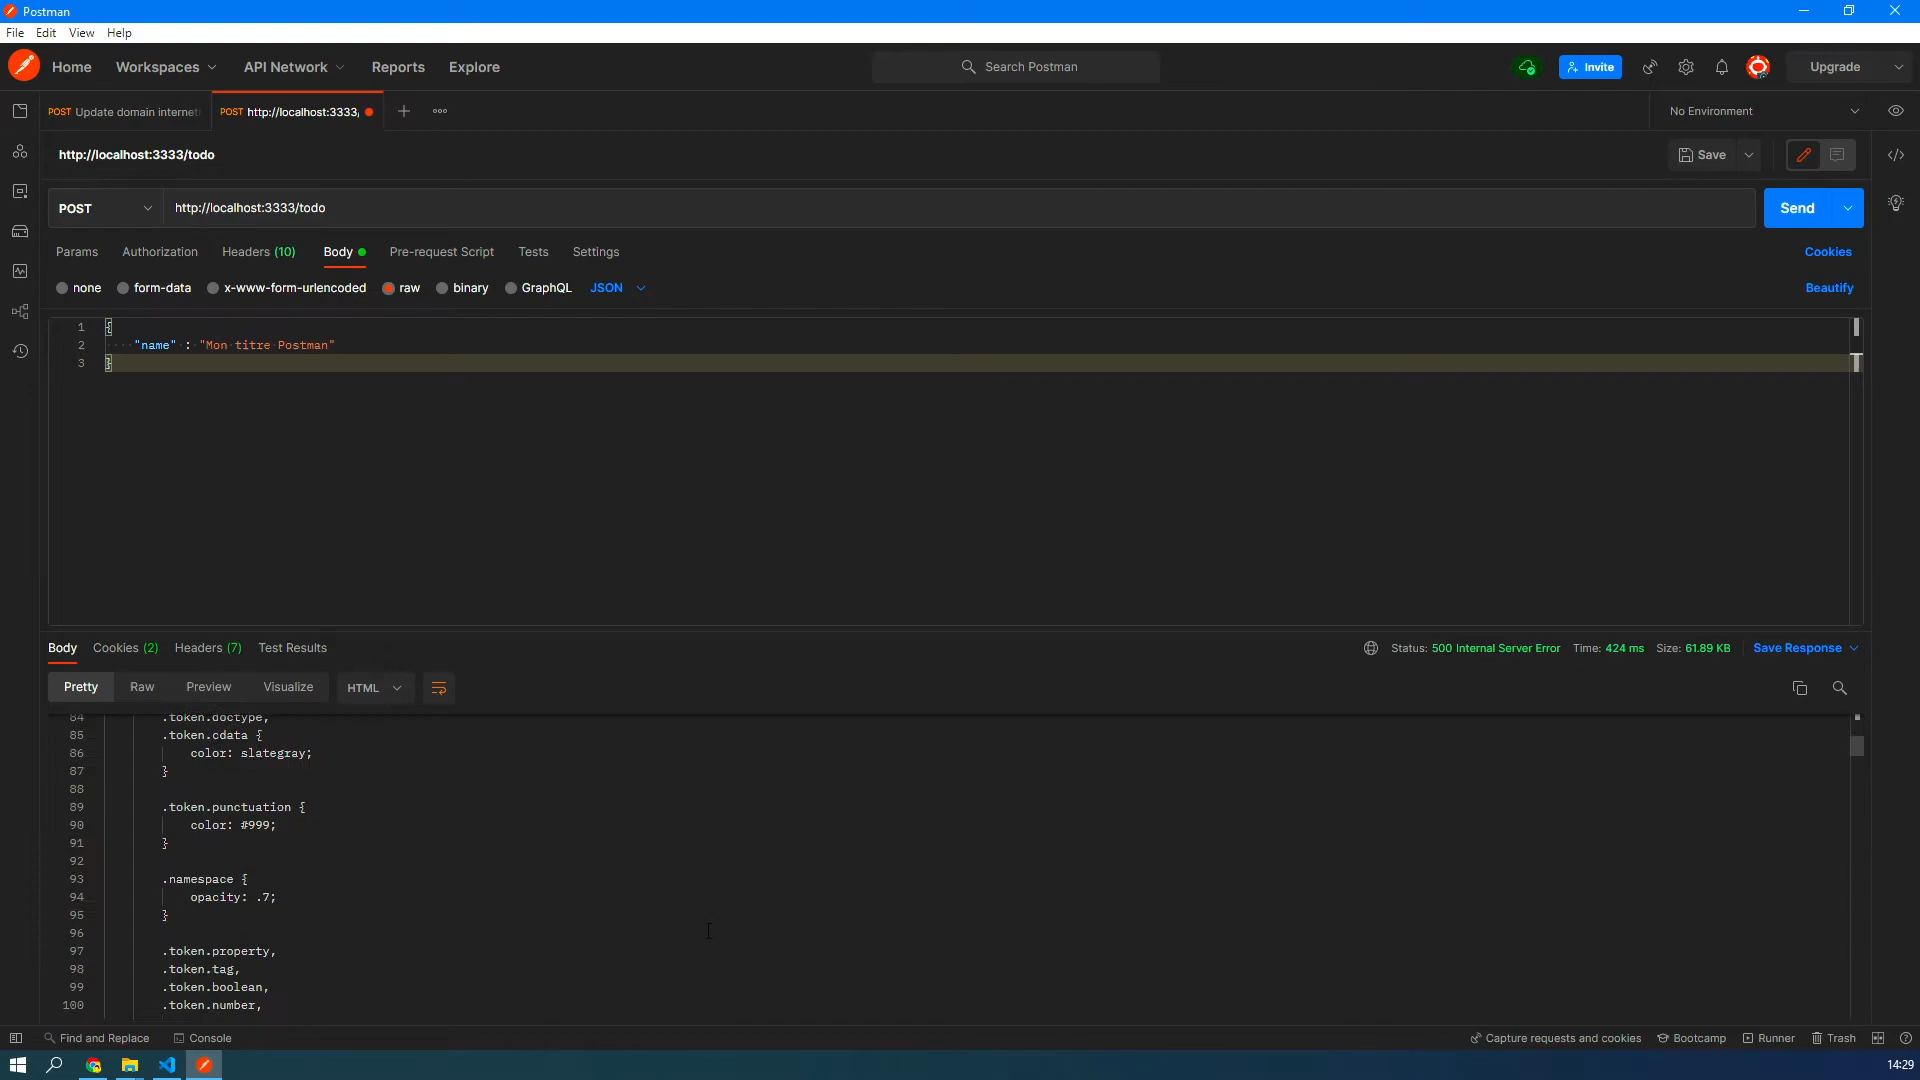 Postman
File Edit View Help
Home Workspaces API Network Reports Explore Search Postman Invite Upgrade
POST Update domain internet POST http://localhost:3333, No Environment
http://localhost:3333/todo Save
POST http://localhost:3333/todo Send
Params Authorization Headers (10) Body Pre-request Script Tests Settings Cookies
none form-data x-www-form-urlencoded raw binary GraphQL JSON Beautify
1 {
2 "name" : "Mon titre Postman"
3 }
Body Cookies (2) Headers (7) Test Results Status: 500 Internal Server Error Time: 424 ms Size: 61.89 KB Save Response
Pretty Raw Preview Visualize HTML
84 .token.doctype,
85 .token.cdata {
86 color: slategray;
87 }
88
89 .token.punctuation {
90 color: #999;
91 }
92
93 .namespace {
94 opacity: .7;
95 }
96
97 .token.property,
98 .token.tag,
99 .token.boolean,
100 .token.number,
Find and Replace Console Capture requests and cookies Bootcamp Runner Trash
14:29